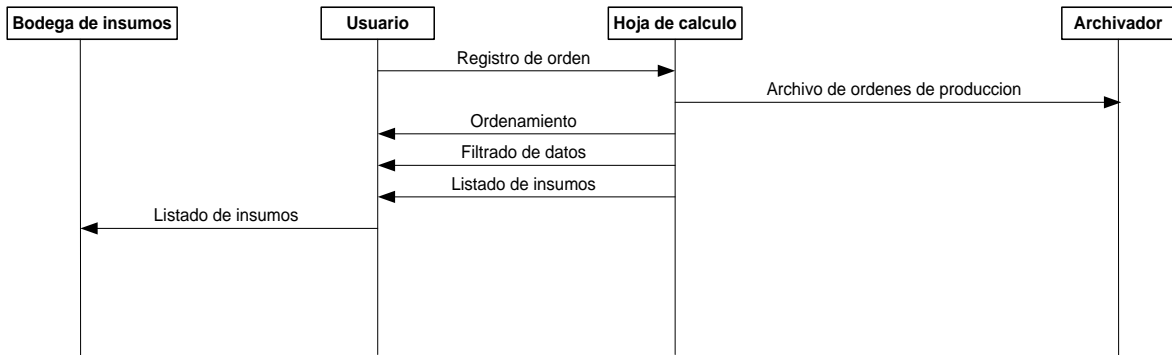 Bodega de insumos
Usuario
Hoja de calculo
Archivador
Registro de orden
Archivo de ordenes de produccion
Ordenamiento
Filtrado de datos
Listado de insumos
Listado de insumos